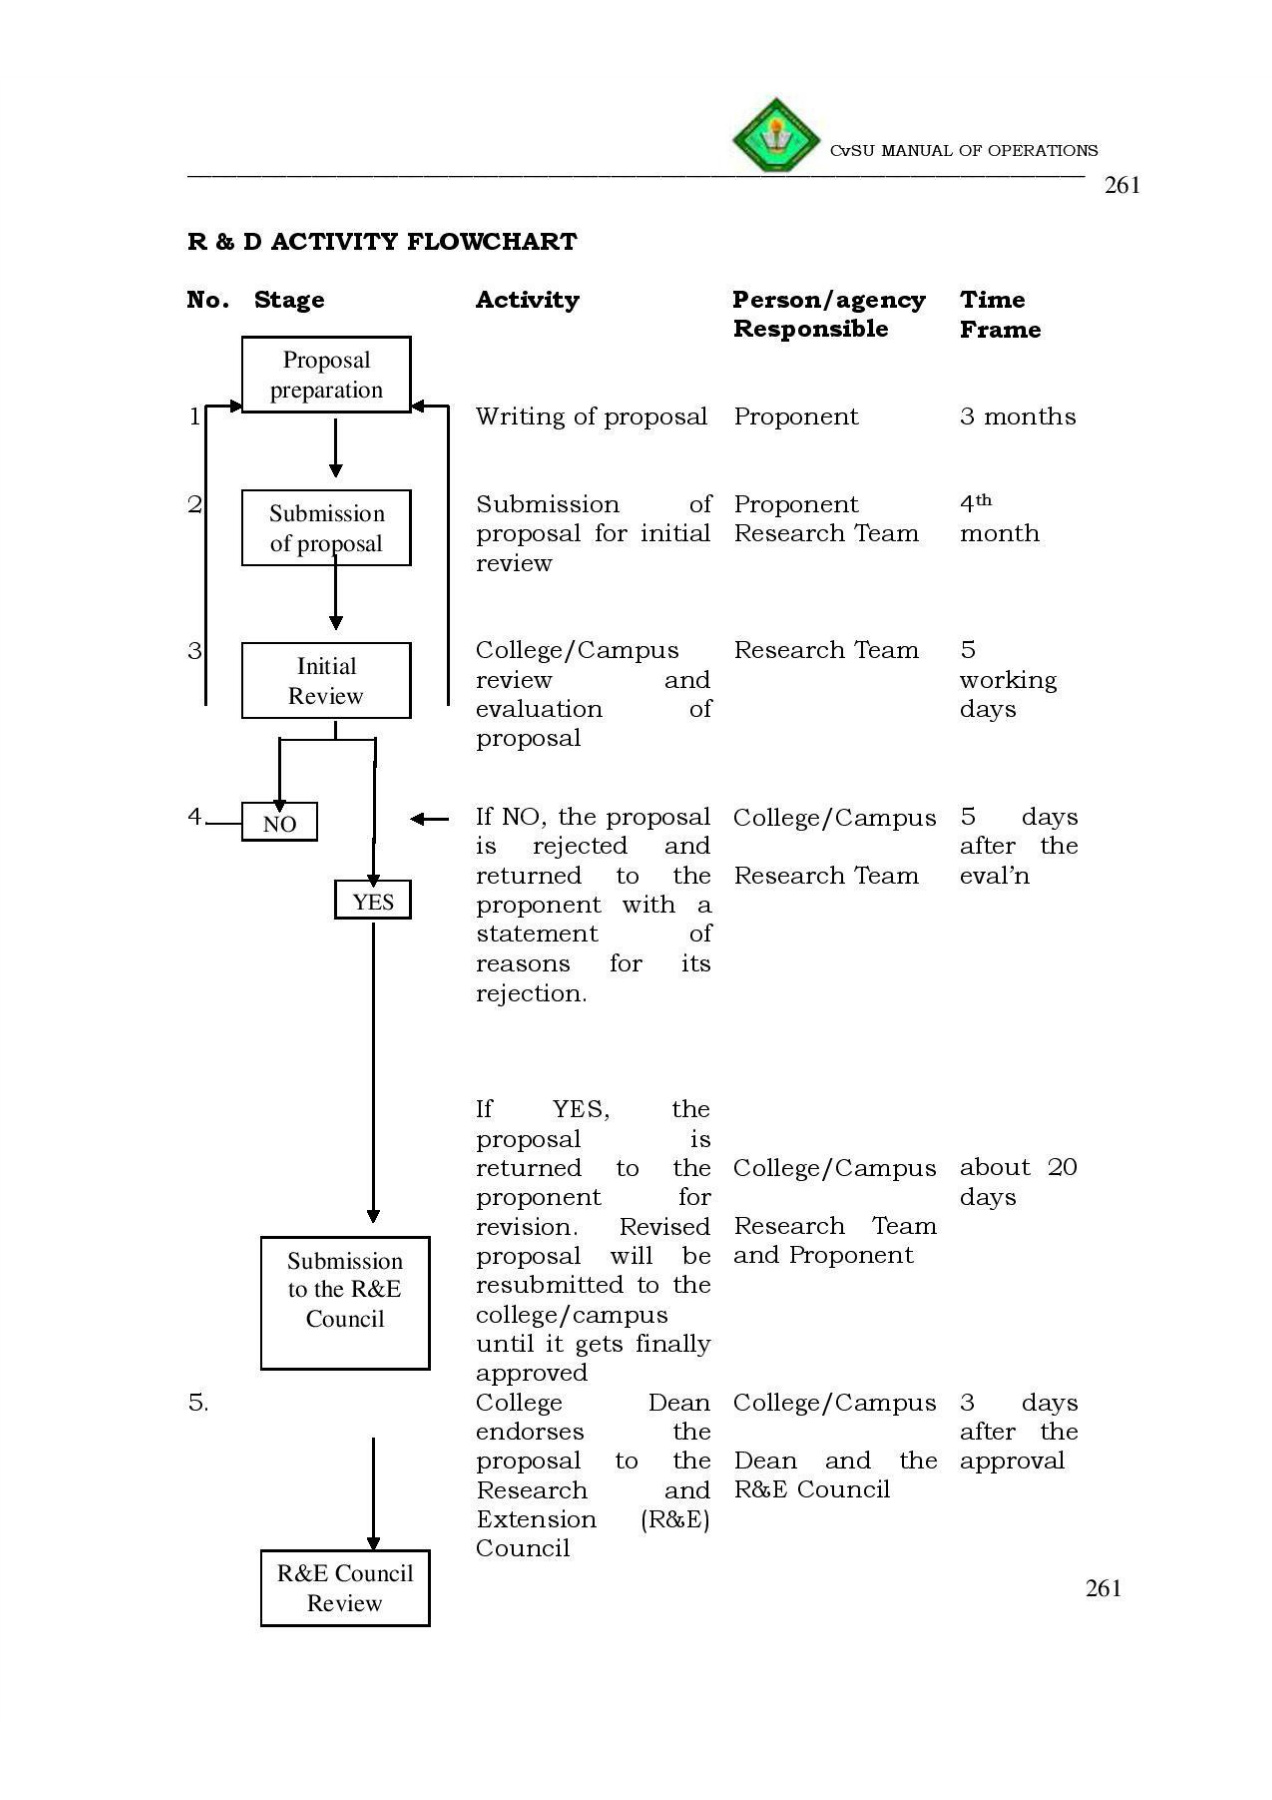 CvSU MANUAL OF OPERATIONS
261
R & D ACTIVITY FLOWCHART
No. Stage Activity Person/agency Time
Responsible Frame
Proposal
preparation
1 Writing of proposal Proponent 3 months
2 Submission of Proponent 4th
Submission
of proposal
proposal for initial Research Team month
review
3 College/Campus Research Team 5
Initial
Review
review and working
evaluation of days
proposal
4 NO If NO, the proposal College/Campus 5 days
is rejected and after the
returned to the Research Team eval'n
YES
proponent with a
statement of
reasons for its
rejection.
If YES, the
proposal is
returned to the College/Campus about 20
proponent for days
revision. Revised Research Team
proposal will be and Proponent
Submission
to the R&E
Council
resubmitted to the
college/campus
until it gets finally
approved
5. College Dean College/Campus 3 days
endorses the after the
proposal to the Dean and the approval
Research and R&E Council
Extension (R&E)
Council
R&E Council
Review
261